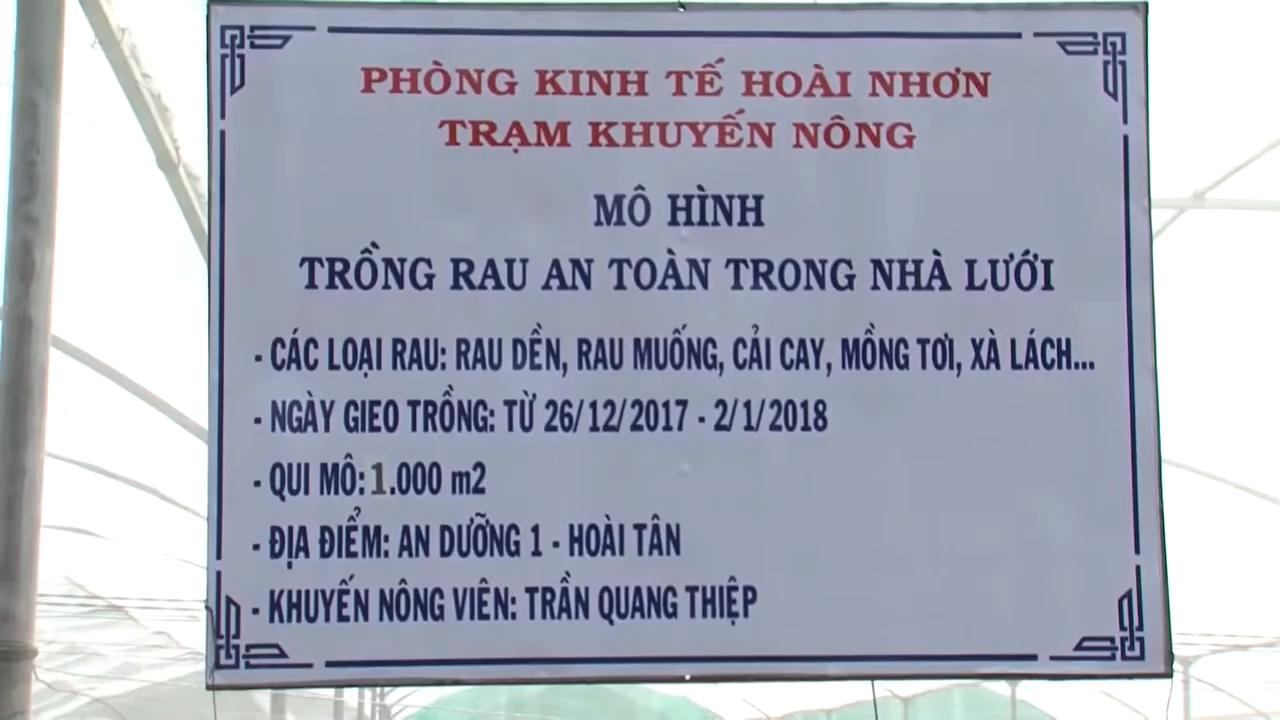 PHÒNG KINH TẾ HOÀI NHƠN
TRẠM KHUYẾN NÔNG
MÔ HÌNH
TRỒNG RAU AN TOÀN TRONG NHÀ LƯỚI
- CÁC LOẠI RAU: RAU DỀN, RAU MUỐNG, CẢI CAY, MỒNG TƠI, XÀ LÁCH...
- NGÀY GIEO TRỒNG: TỪ 26/12/2017 - 2/1/2018
- QUI MÔ: 1.000 m2
- ĐỊA ĐIỂM: AN DƯỠNG 1 - HOÀI TÂN
- KHUYẾN NÔNG VIÊN: TRẦN QUANG THIỆP